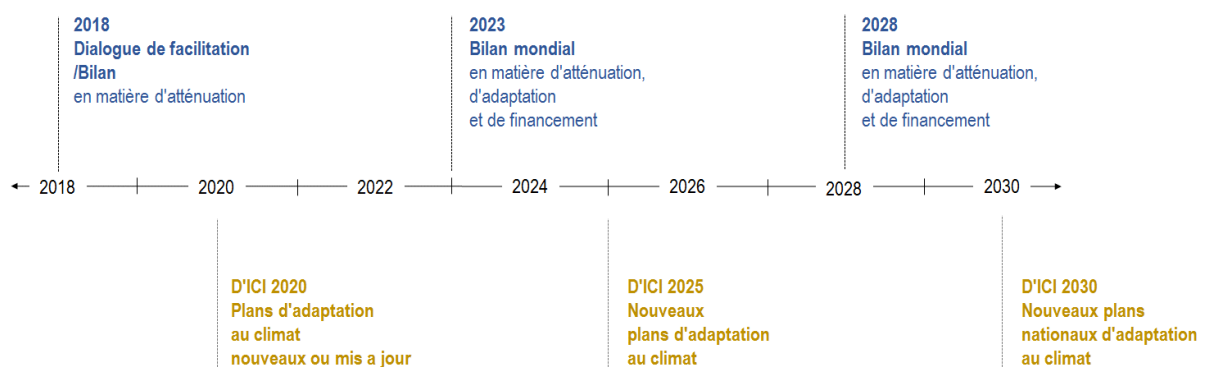 2018
Dialogue de facilitation
/Bilan
en matière d'atténuation
2023
Bilan mondial
en matière d'atténuation,
d'adaptation
et de financement
2028
Bilan mondial
en matière d'atténuation,
d'adaptation
et de financement
2018 2020 2022 2024 2026 2028 2030
D'ICI 2020
Plans d'adaptation
au climat
nouveaux ou mis a jour
D'ICI 2025
Nouveaux
plans d'adaptation
au climat
D'ICI 2030
Nouveaux plans
nationaux d'adaptation
au climat